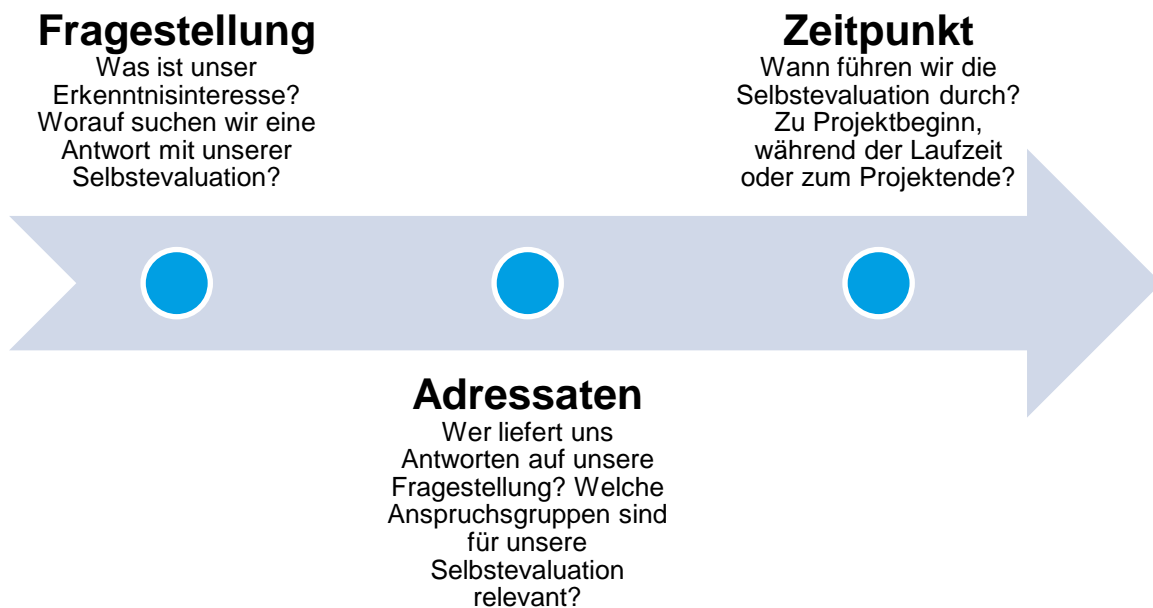 Fragestellung
Was ist unser
Erkenntnisinteresse?
Worauf suchen wir eine
Antwort mit unserer
Selbstevaluation?
Adressaten
Wer liefert uns
Antworten auf unsere
Fragestellung? Welche
Anspruchsgruppen sind
für unsere
Selbstevaluation
relevant?
Zeitpunkt
Wann führen wir die
Selbstevaluation durch?
Zu Projektbeginn,
während der Laufzeit
oder zum Projektende?